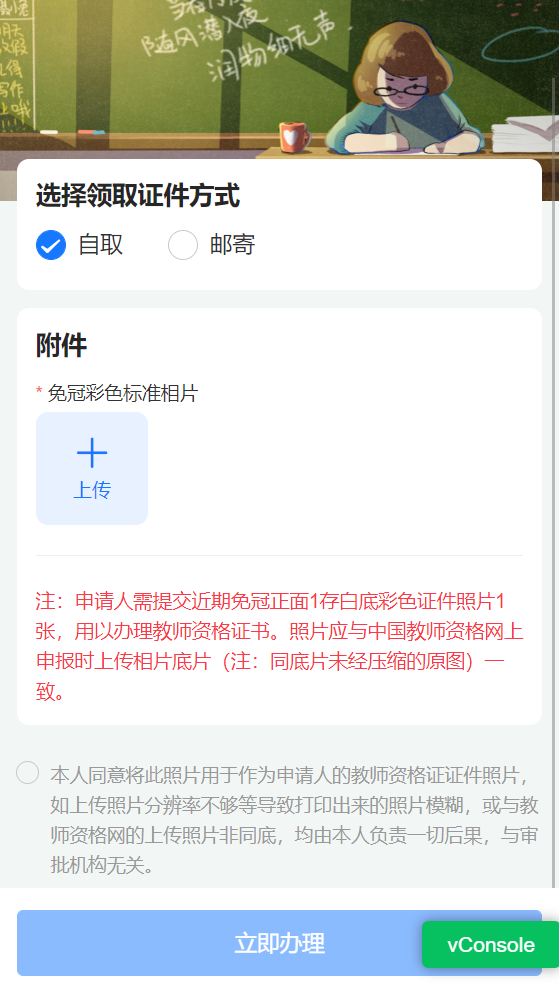 随风潜入夜
润物细无声
选择领取证件方式
自取
邮寄
附件
* 免冠彩色标准相片
上传
注：申请人需提交近期免冠正面1存白底彩色证件照片1
张，用以办理教师资格证书。照片应与中国教师资格网上
申报时上传相片底片（注：同底片未经压缩的原图）一
致。
本人同意将此照片用于作为申请人的教师资格证证件照片，
如上传照片分辨率不够等导致打印出来的照片模糊，或与教
师资格网的上传照片非同底，均由本人负责一切后果，与审
批机构无关。
立即办理
vConsole